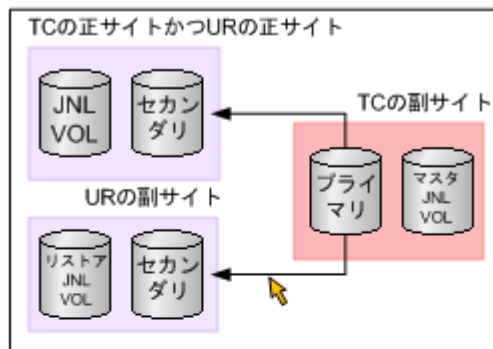 TCの正サイトかつURの正サイト
JNL
VOL
セカン
ダリ
TCの副サイト
プライ
マリ
マスタ
JNL
VOL
URの副サイト
リストア
JNL
VOL
セカン
ダリ